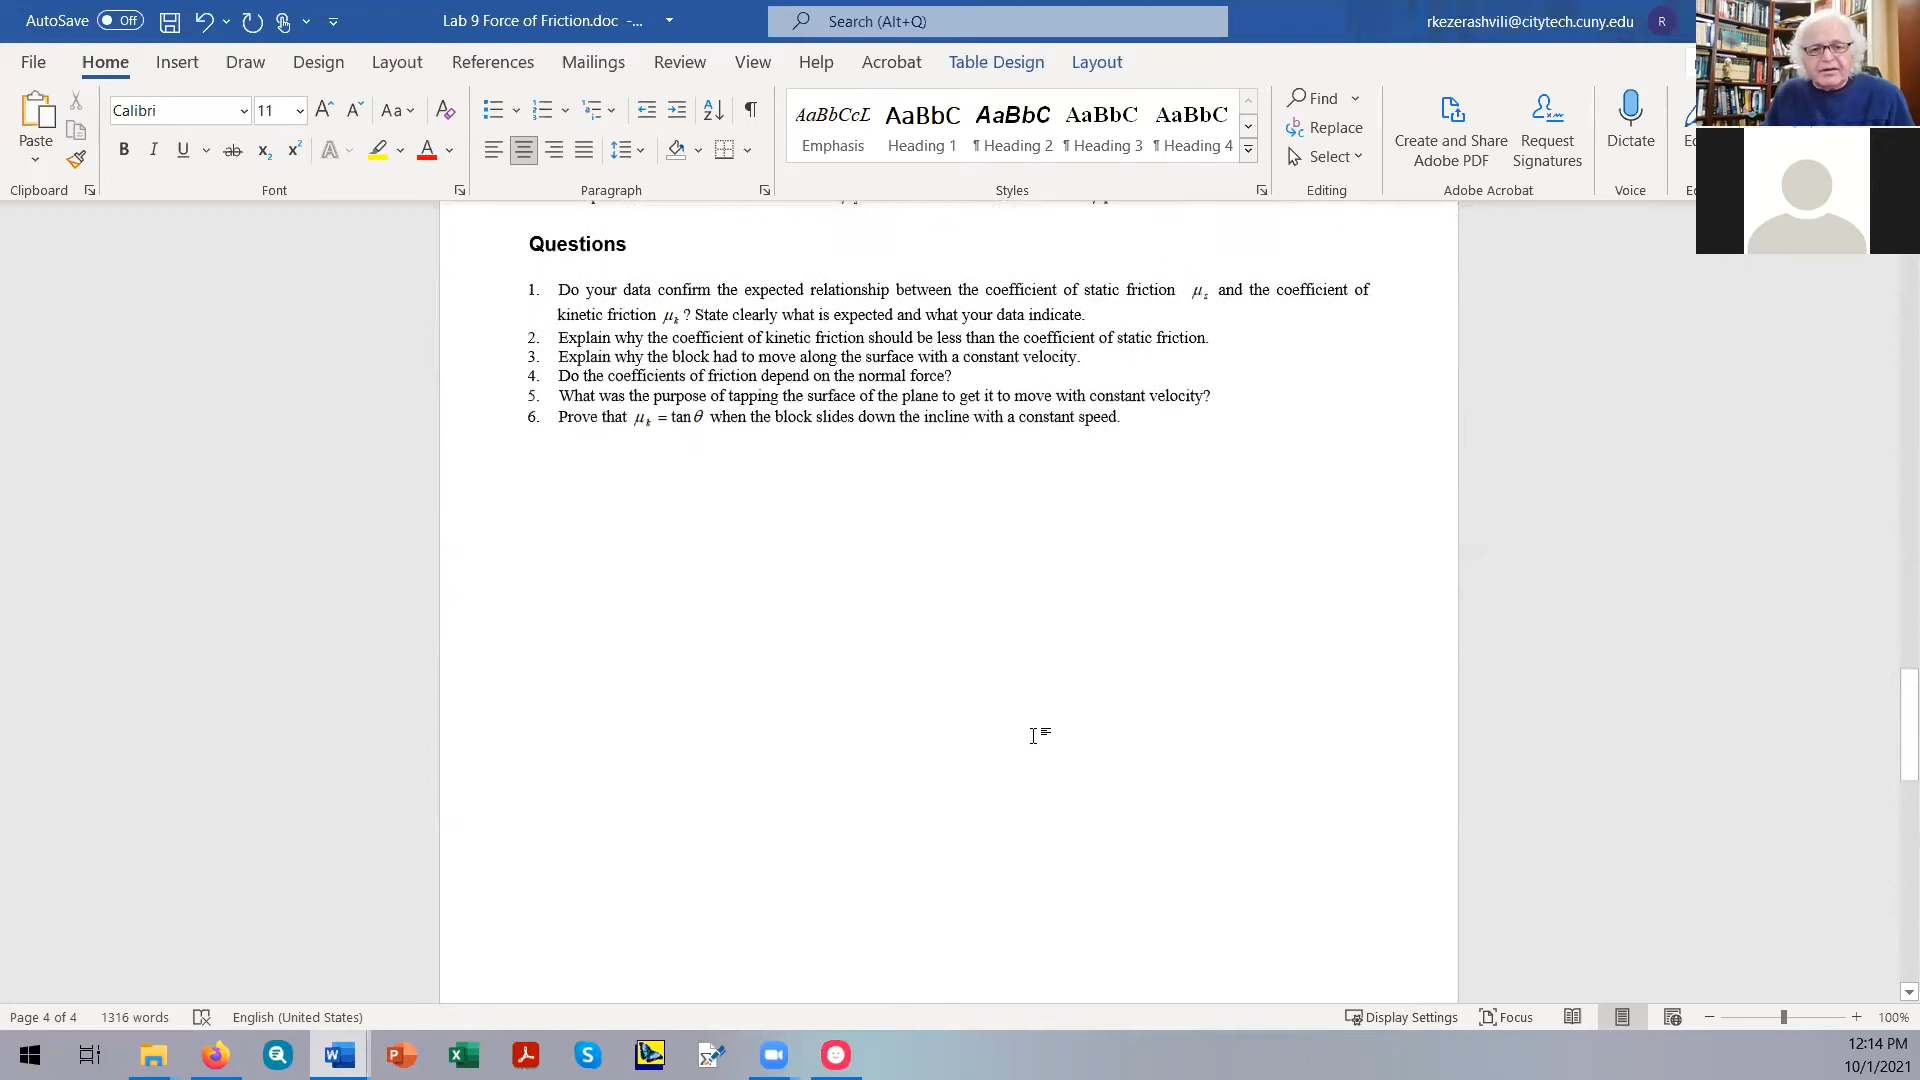 AutoSave Off Lab 9 Force of Friction.doc -... Search (Alt+Q) rkezerashvili@citytech.cuny.edu R
File Home Insert Draw Design Layout References Mailings Review View Help Acrobat Table Design Layout
Calibri 11 Aa
Paste
B I U ab x₂ x² A A
AaBbCcL AaBbC AaBbC AaBbC AaBbC
Emphasis Heading 1 ¶ Heading 2 ¶ Heading 3 ¶ Heading 4
Find
Replace
Select
Create and Share
Adobe PDF
Request
Signatures
Dictate
Clipboard Font Paragraph Styles Editing Adobe Acrobat Voice
Questions
1. Do your data confirm the expected relationship between the coefficient of static friction μₛ and the coefficient of
kinetic friction μₖ ? State clearly what is expected and what your data indicate.
2. Explain why the coefficient of kinetic friction should be less than the coefficient of static friction.
3. Explain why the block had to move along the surface with a constant velocity.
4. Do the coefficients of friction depend on the normal force?
5. What was the purpose of tapping the surface of the plane to get it to move with constant velocity?
6. Prove that μₖ = tan θ when the block slides down the incline with a constant speed.
Page 4 of 4 1316 words English (United States) Display Settings Focus 100%
12:14 PM
10/1/2021